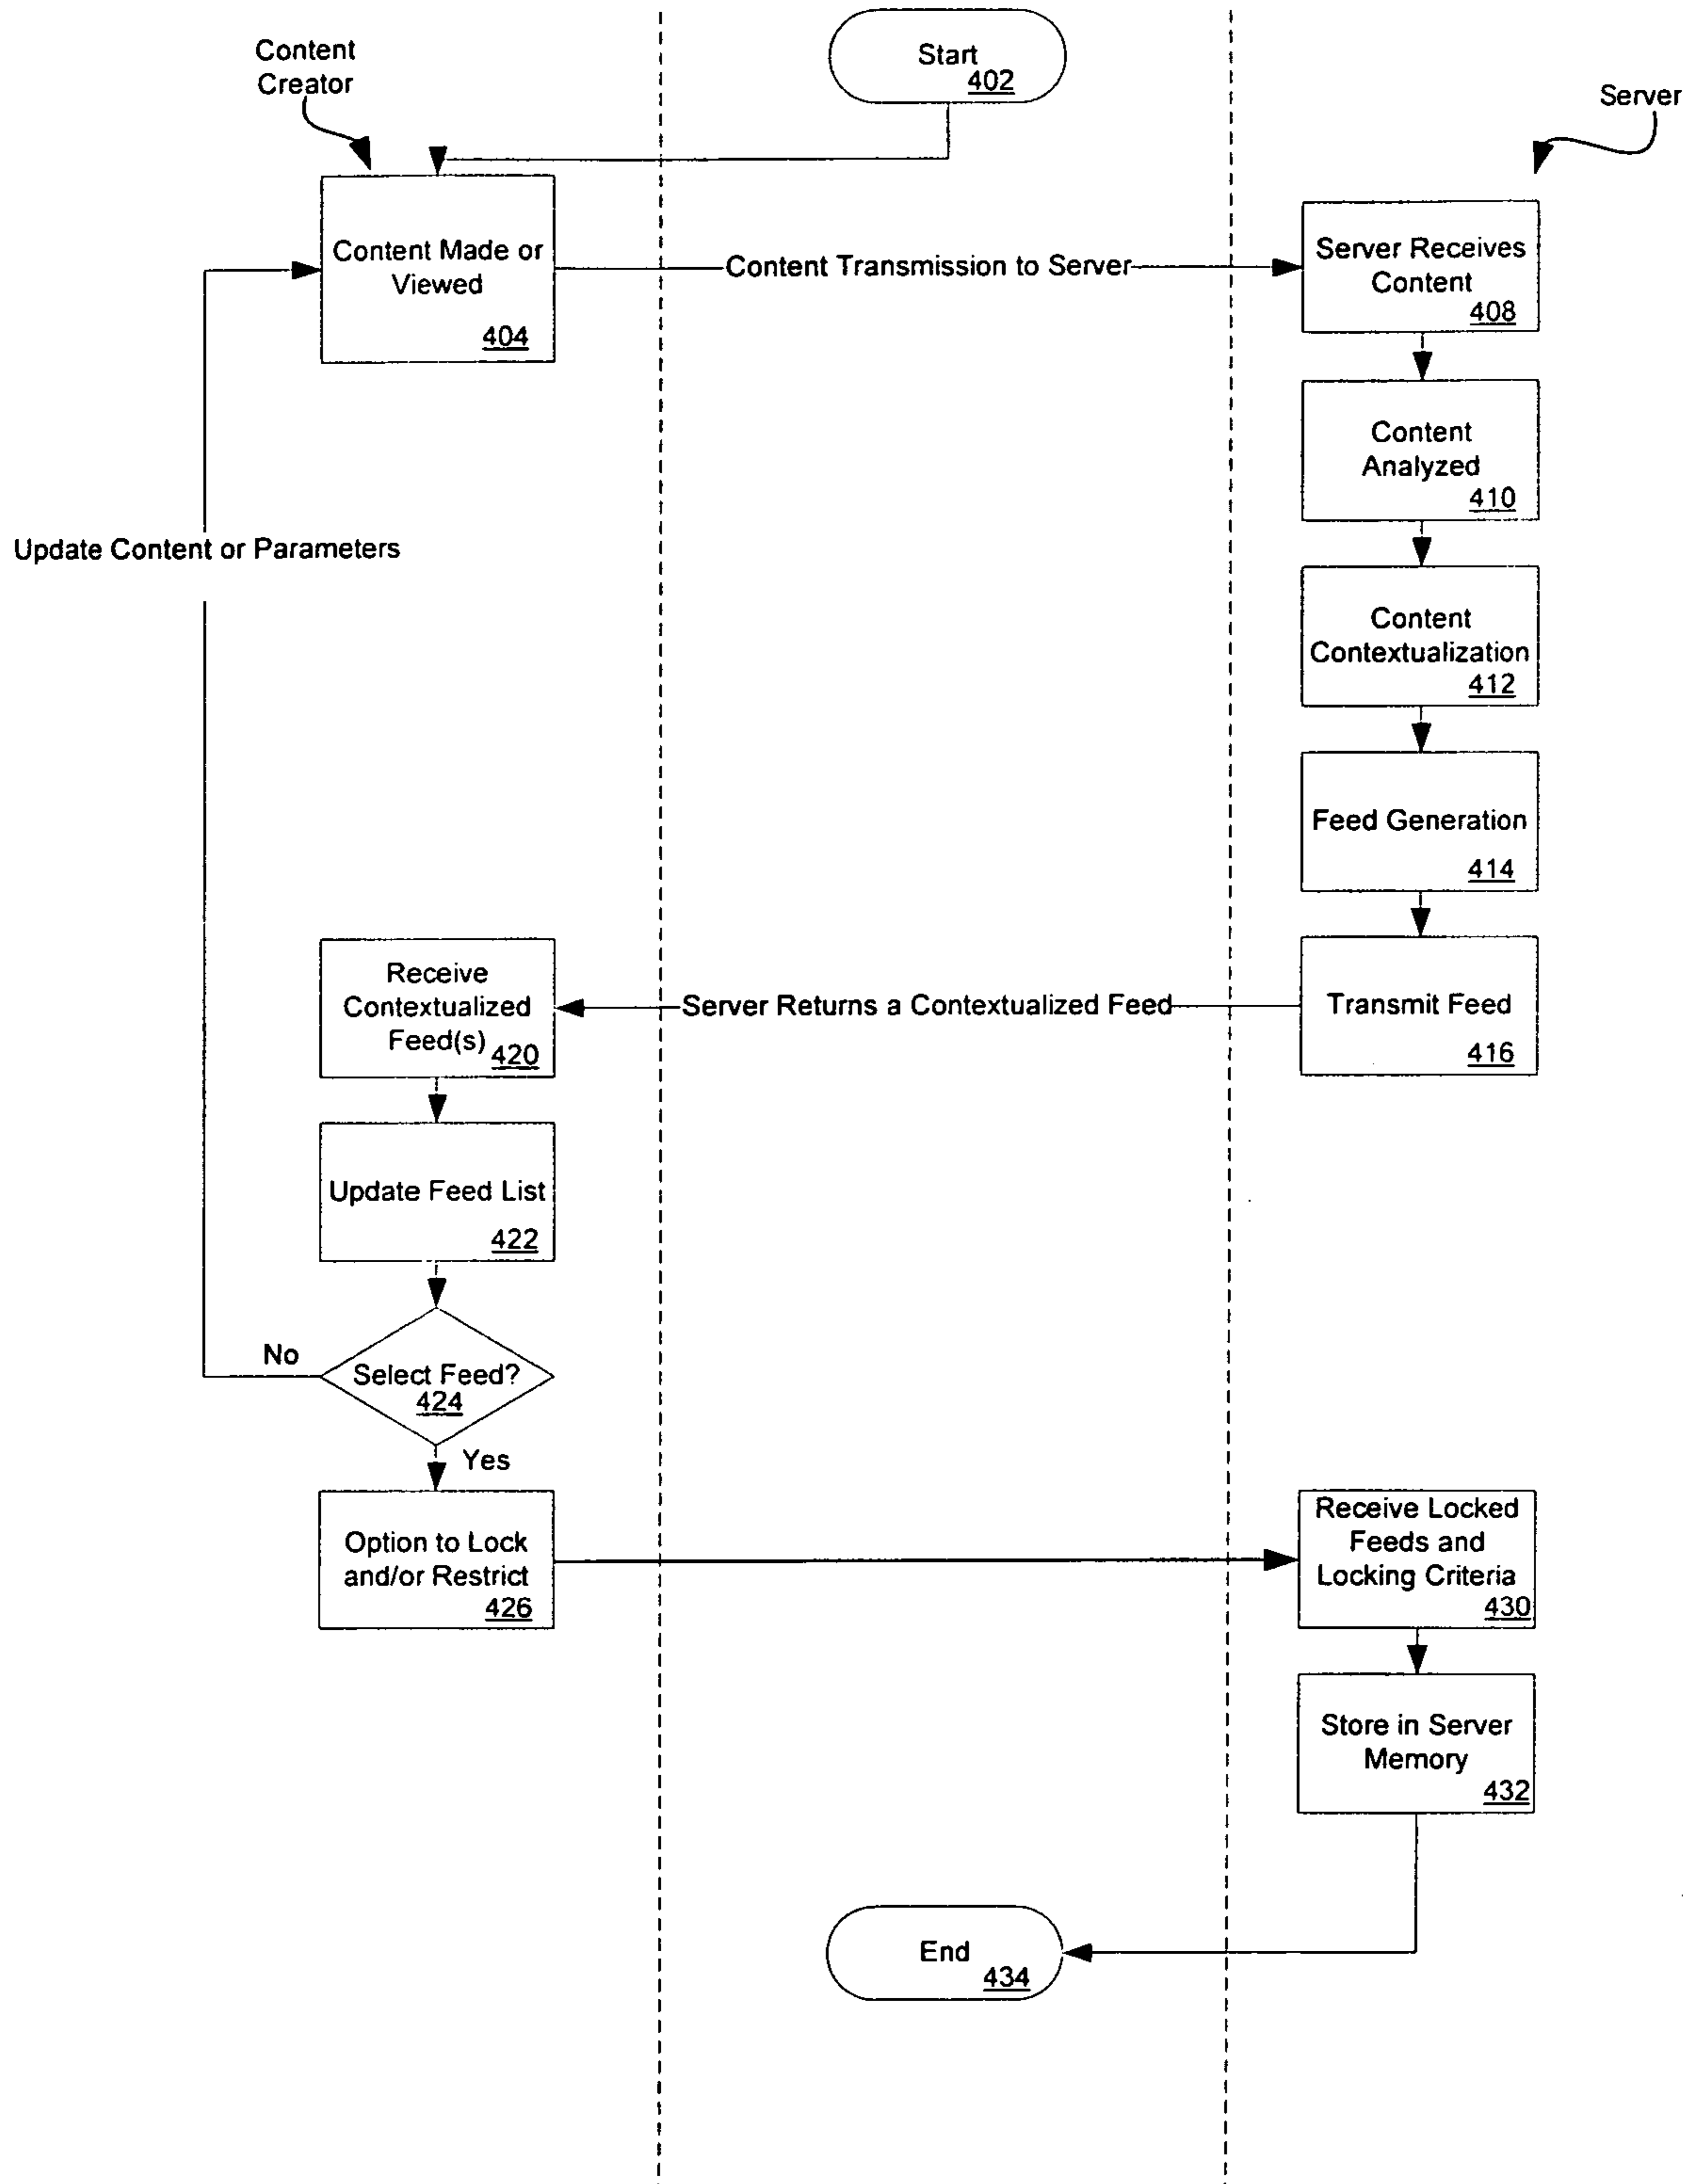 Content
Creator
Start
402
Server
Content Made or
Viewed
404
Content Transmission to Server
Server Receives
Content
408
Content
Analyzed
410
Update Content or Parameters
Content
Contextualization
412
Feed Generation
414
Receive
Contextualized
Feed(s)
420
Server Returns a Contextualized Feed
Transmit Feed
416
Update Feed List
422
No
Select Feed?
424
Yes
Option to Lock
and/or Restrict
426
Receive Locked
Feeds and
Locking Criteria
430
Store in Server
Memory
432
End
434